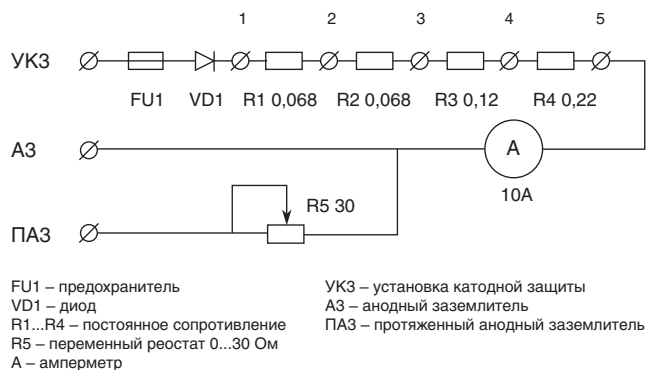 1 2 3 4 5
УКЗ
FU1 VD1 R1 0,068 R2 0,068 R3 0,12 R4 0,22
АЗ
А
10А
R5 30
ПАЗ
FU1 – предохранитель
VD1 – диод
R1...R4 – постоянное сопротивление
R5 – переменный реостат 0...30 Ом
А – амперметр
УКЗ – установка катодной защиты
АЗ – анодный заземлитель
ПАЗ – протяженный анодный заземлитель